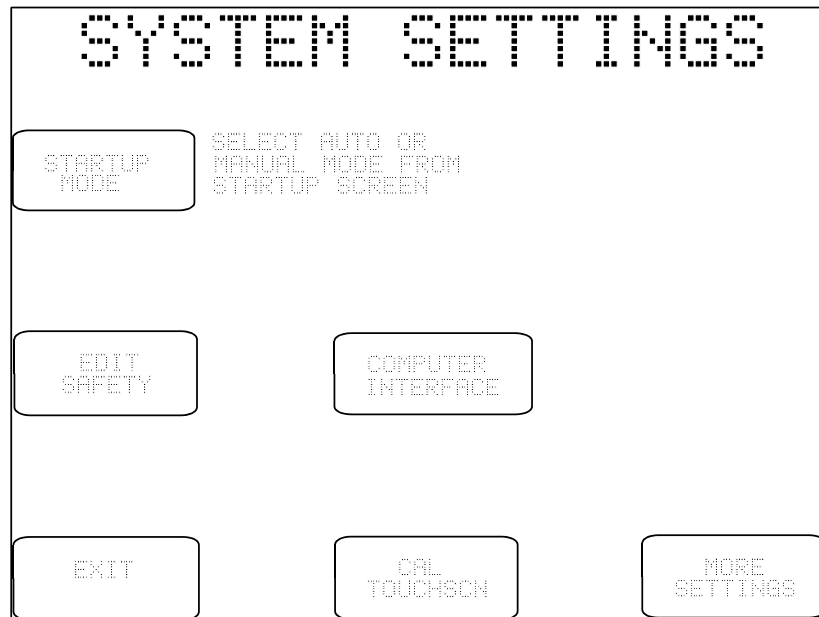 SYSTEM SETTINGS
STARTUP
MODE
SELECT AUTO OR
MANUAL MODE FROM
STARTUP SCREEN
EDIT
SAFETY
COMPUTER
INTERFACE
EXIT
CAL
TOUCHSCN
MORE
SETTINGS